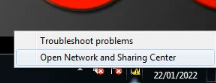 Troubleshoot problems
Open Network and Sharing Center
22/01/2022